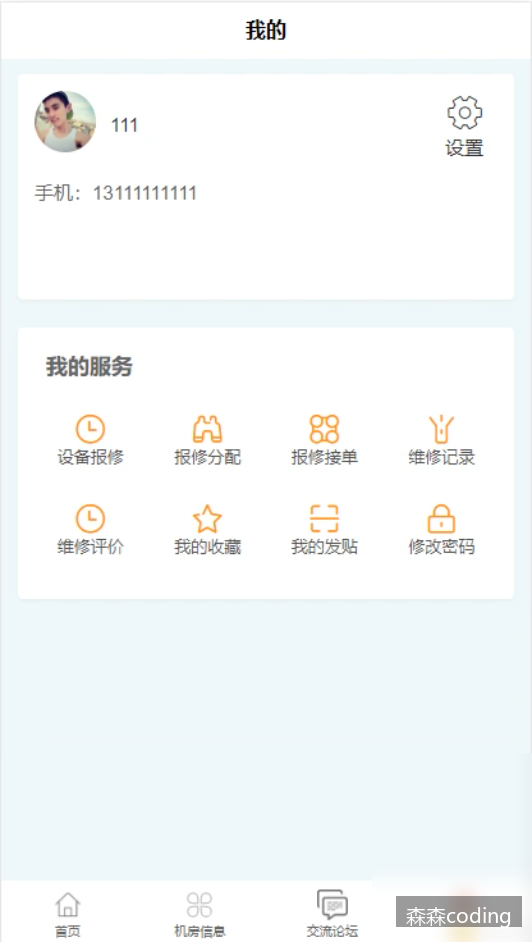 我的
111
设置
手机：13111111111
我的服务
设备报修 报修分配 报修接单 维修记录
维修评价 我的收藏 我的发贴 修改密码
首页 机房信息 交流论坛
森森coding